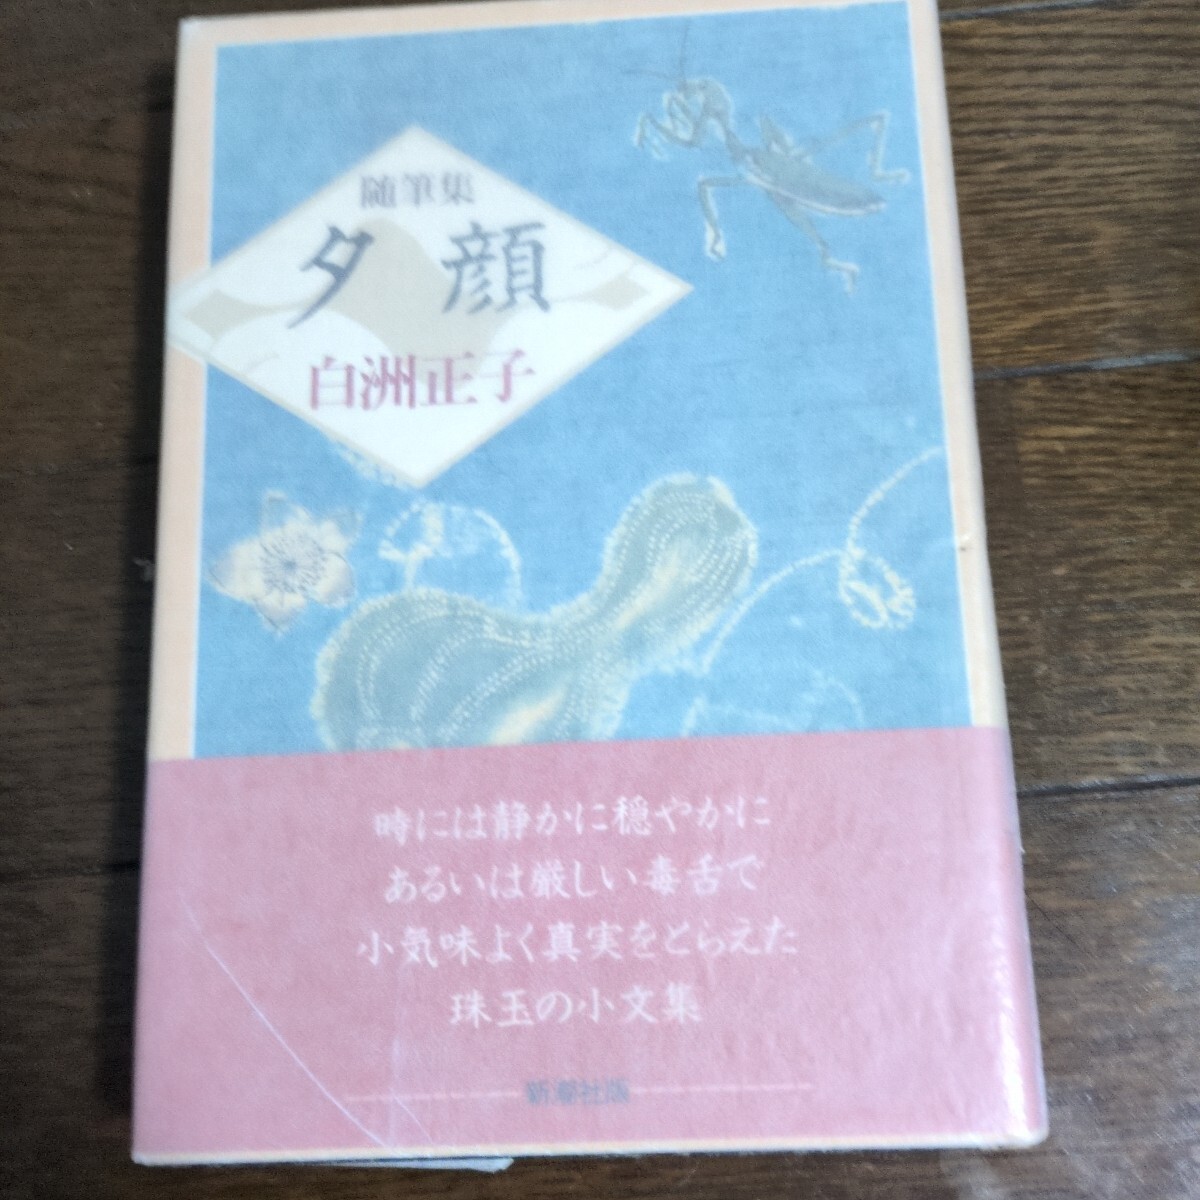 随筆集
夕顔
白洲正子
時には静かに穏やかに
あるいは厳しい毒舌で
小気味よく真実をとらえた
珠玉の小文集
新潮社版